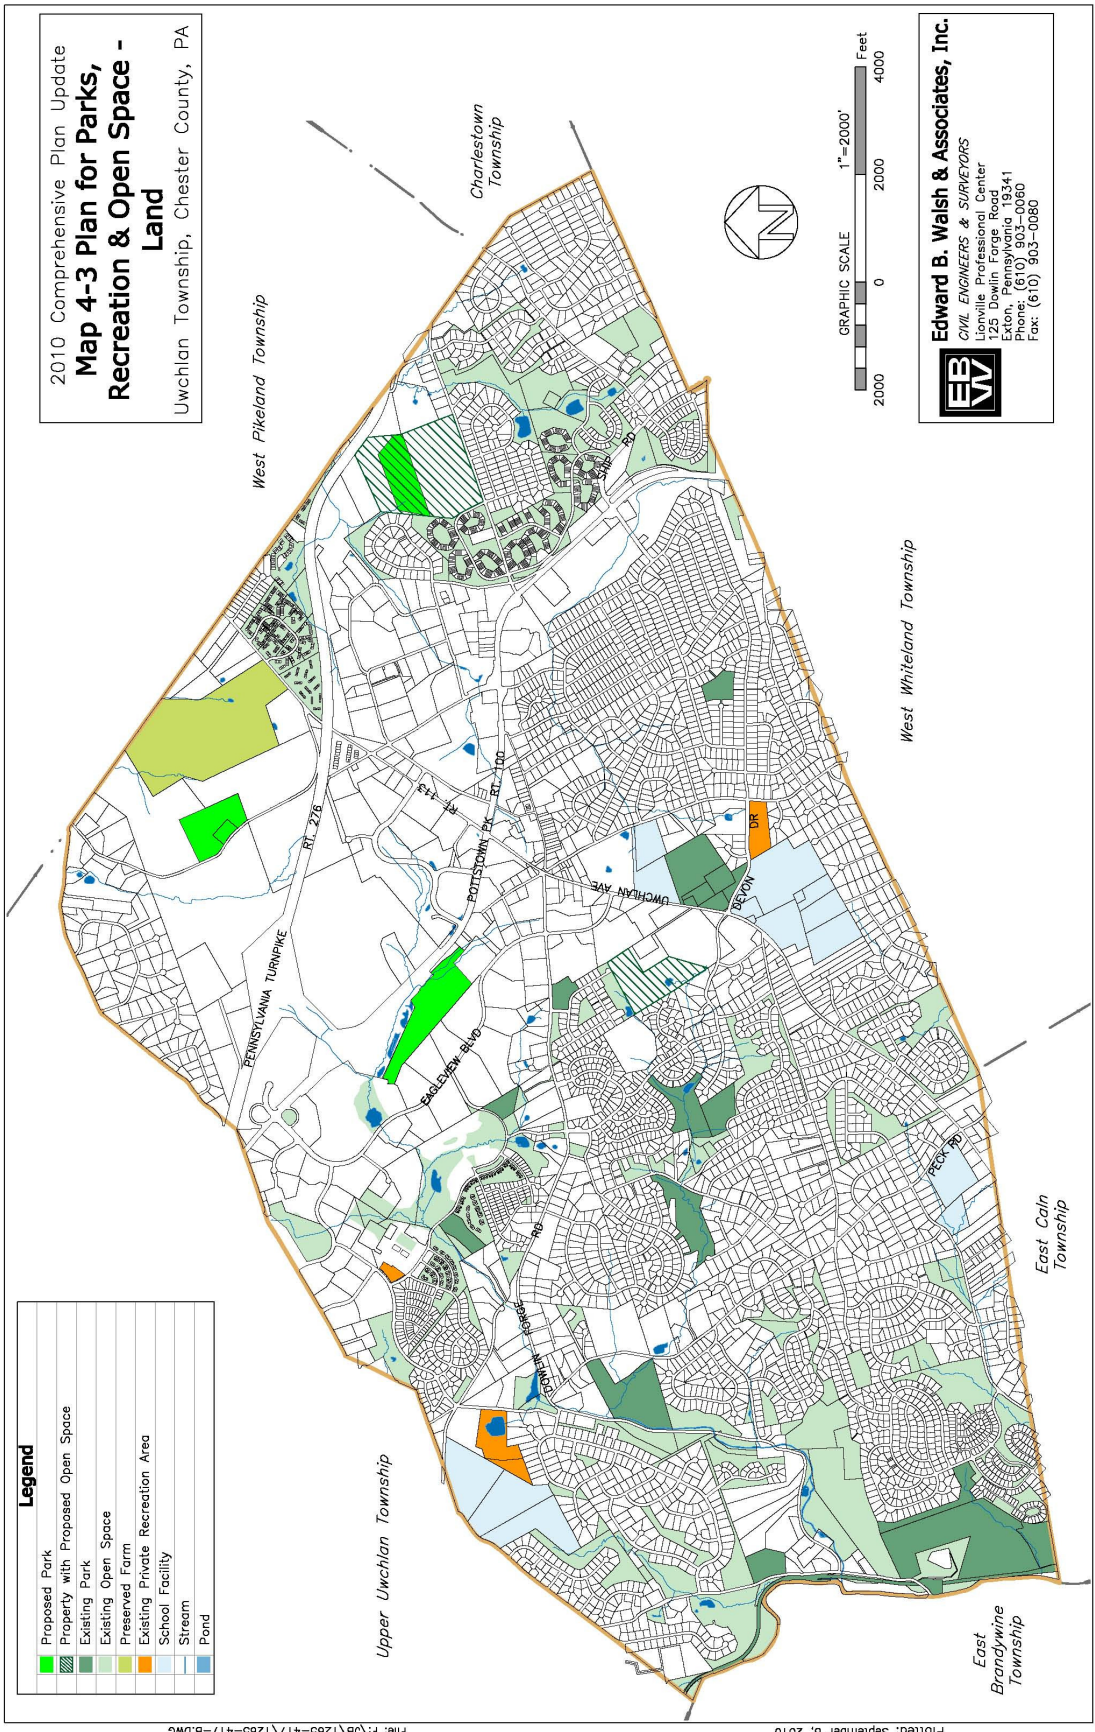 2010 Comprehensive Plan Update
Map 4-3 Plan for Parks,
Recreation & Open Space -
Land
Uwchlan Township, Chester County, PA
Legend
Proposed Park
Property with Proposed Open Space
Existing Park
Existing Open Space
Preserved Farm
Existing Private Recreation Area
School Facility
Stream
Pond
Upper Uwchlan Township
West Pikeland Township
Charlestown
Township
West Whiteland Township
East Caln
Township
East
Brandywine
Township
PENNSYLVANIA TURNPIKE
RT. 276
POTTSTOWN PK
RT. 100
RT. 113
EAGLEVIEW BLVD
UWCHLAN AVE
DOWLIN FORGE
RD
DEVON
DR
SHIP
RD
PECK RD
N
GRAPHIC SCALE
1"=2000'
2000
0
2000
4000
Feet
EB
W
Edward B. Walsh & Associates, Inc.
CIVIL ENGINEERS & SURVEYORS
Lionville Professional Center
125 Dowlin Forge Road
Exton, Pennsylvania 19341
Phone: (610) 903-0060
Fax: (610) 903-0080